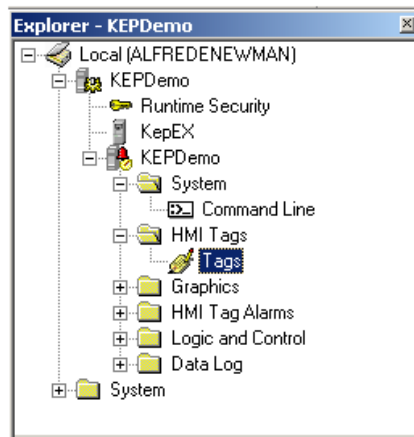 Explorer - KEPDemo
Local (ALFREDENEWMAN)
KEPDemo
Runtime Security
KepEX
KEPDemo
System
Command Line
HMI Tags
Tags
Graphics
HMI Tag Alarms
Logic and Control
Data Log
System